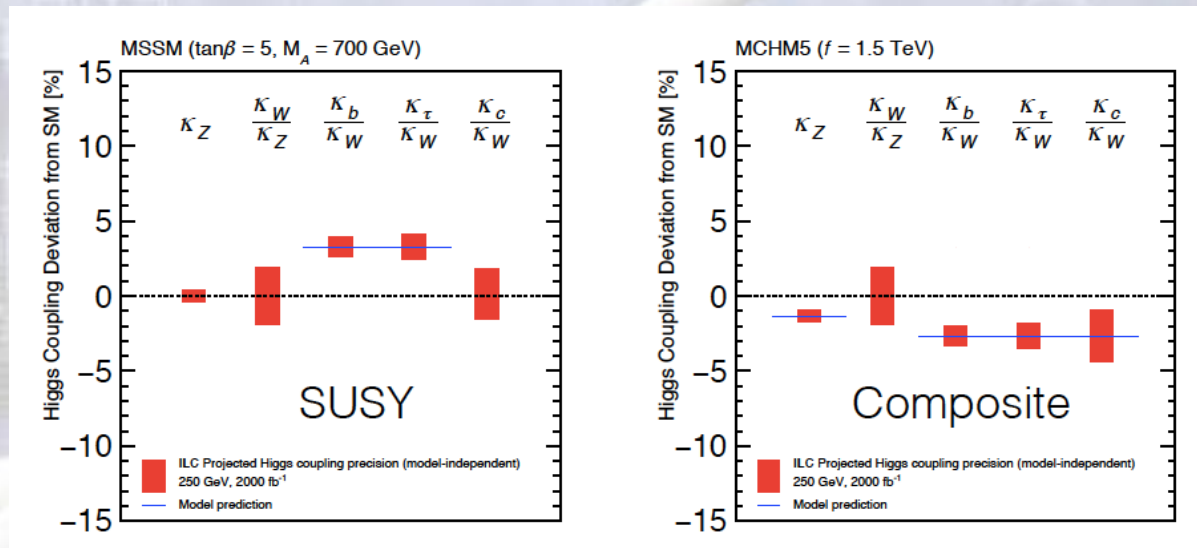 MSSM (tanβ = 5, M_A = 700 GeV)
Higgs Coupling Deviation from SM [%]
15
10
5
0
−5
−10
−15
κ_Z
κ_W/κ_Z
κ_b/κ_W
κ_τ/κ_W
κ_c/κ_W
SUSY
ILC Projected Higgs coupling precision (model-independent)
250 GeV, 2000 fb⁻¹
Model prediction
MCHM5 (f = 1.5 TeV)
Higgs Coupling Deviation from SM [%]
15
10
5
0
−5
−10
−15
κ_Z
κ_W/κ_Z
κ_b/κ_W
κ_τ/κ_W
κ_c/κ_W
Composite
ILC Projected Higgs coupling precision (model-independent)
250 GeV, 2000 fb⁻¹
Model prediction